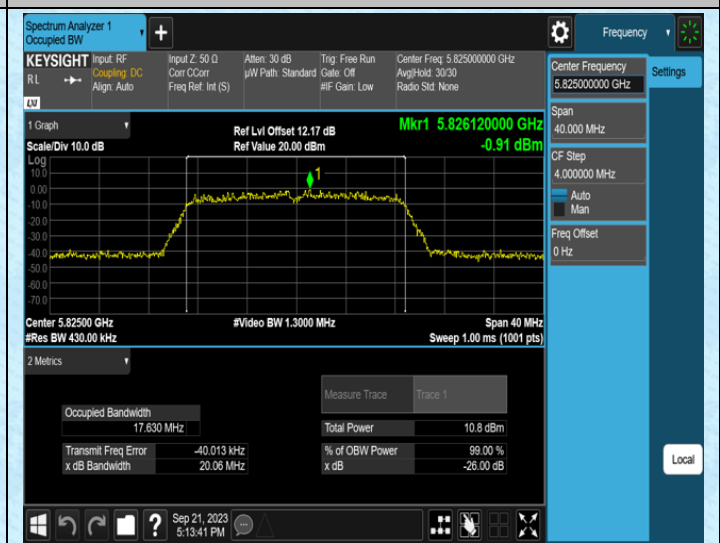 Spectrum Analyzer 1
Occupied BW
+
Frequency
KEYSIGHT
R L
LXI
Input: RF
Coupling: DC
Align: Auto
Input Z: 50 Ω
Corr CCorr
Freq Ref: Int (S)
Atten: 30 dB
µW Path: Standard
Trig: Free Run
Gate: Off
#IF Gain: Low
Center Freq: 5.825000000 GHz
Avg|Hold: 30/30
Radio Std: None
Center Frequency
5.825000000 GHz
Settings
Span
40.000 MHz
CF Step
4.000000 MHz
Auto
Man
Freq Offset
0 Hz
1 Graph
Scale/Div 10.0 dB
Ref Lvl Offset 12.17 dB
Ref Value 20.00 dBm
Mkr1 5.826120000 GHz
-0.91 dBm
Log
10.0
0.00
-10.0
-20.0
-30.0
-40.0
-50.0
-60.0
-70.0
1
Center 5.82500 GHz
#Res BW 430.00 kHz
#Video BW 1.3000 MHz
Span 40 MHz
Sweep 1.00 ms (1001 pts)
2 Metrics
Measure Trace Trace 1
Occupied Bandwidth
17.630 MHz
Total Power 10.8 dBm
Transmit Freq Error -40.013 kHz
% of OBW Power 99.00 %
x dB Bandwidth 20.06 MHz
x dB -26.00 dB
Local
?
Sep 21, 2023
5:13:41 PM